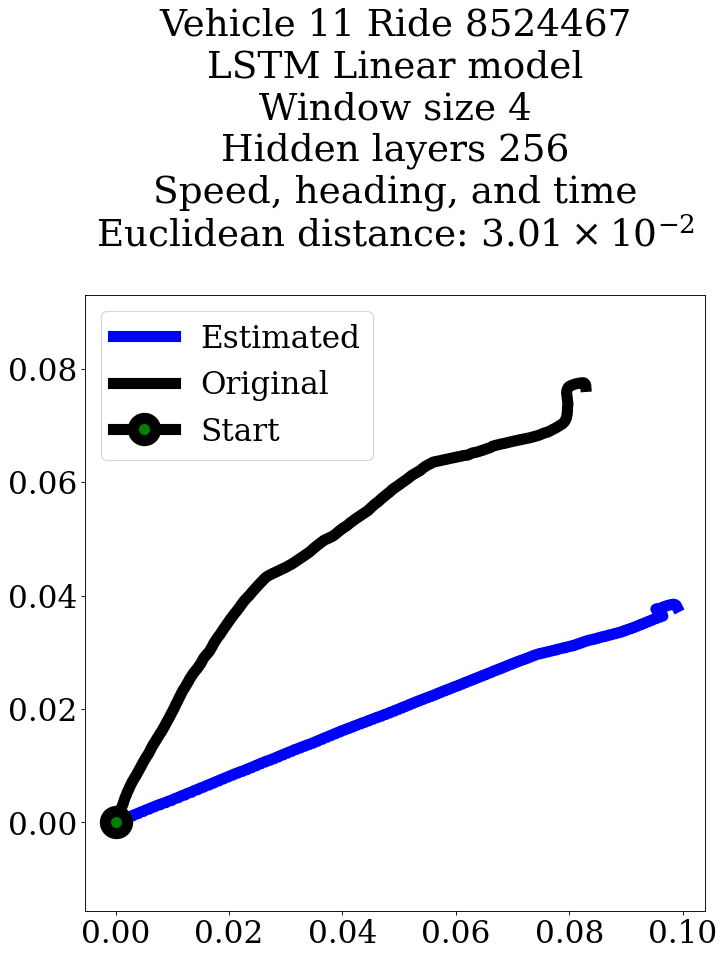 Vehicle 11 Ride 8524467
LSTM Linear model
Window size 4
Hidden layers 256
Speed, heading, and time
Euclidean distance: 3.01 × 10⁻²
Estimated
Original
Start
0.08
0.06
0.04
0.02
0.00
0.00 0.02 0.04 0.06 0.08 0.10